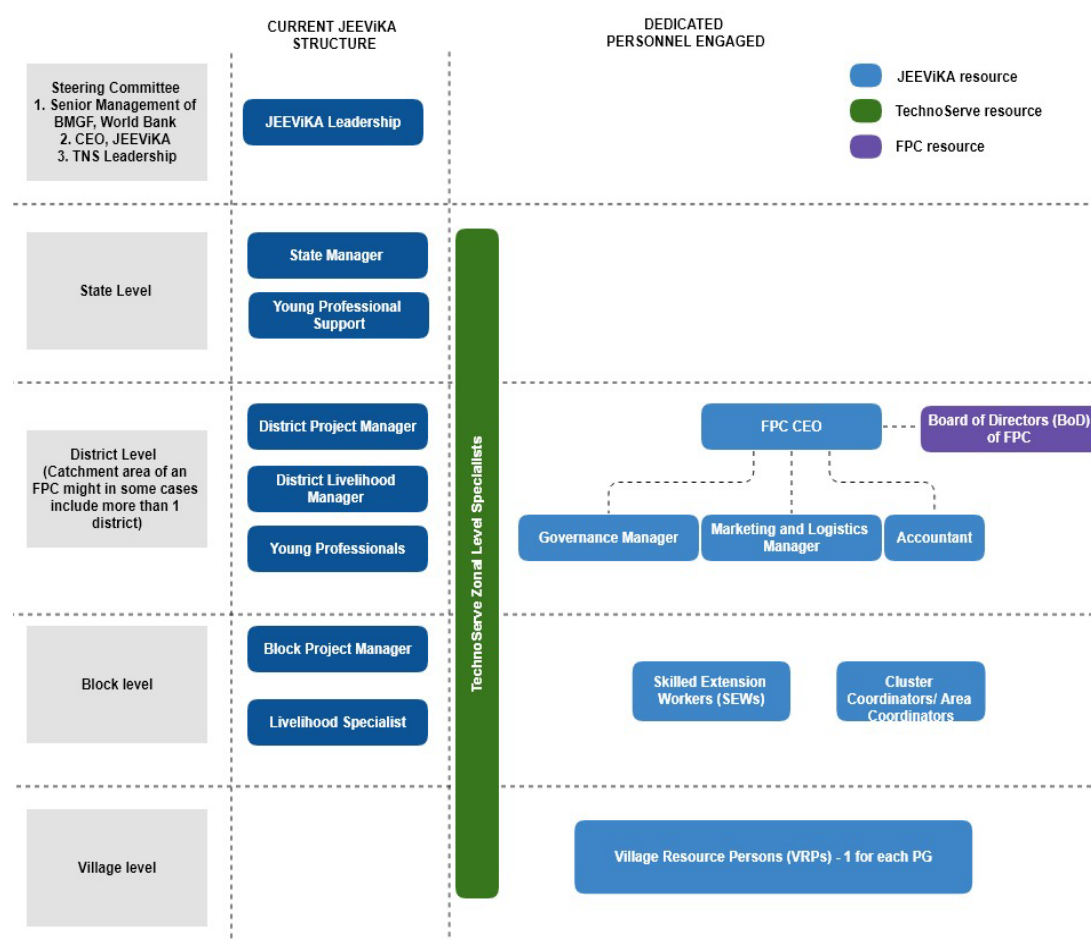 CURRENT JEEViKA
STRUCTURE
DEDICATED
PERSONNEL ENGAGED
JEEViKA resource
TechnoServe resource
FPC resource
Steering Committee
1. Senior Management of
BMGF, World Bank
2. CEO, JEEViKA
3. TNS Leadership
JEEViKA Leadership
State Level
State Manager
Young Professional
Support
TechnoServe Zonal Level Specialists
District Level
(Catchment area of an
FPC might in some cases
include more than 1
district)
District Project Manager
District Livelihood
Manager
Young Professionals
FPC CEO
Board of Directors (BoD)
of FPC
Governance Manager
Marketing and Logistics
Manager
Accountant
Block level
Block Project Manager
Livelihood Specialist
Skilled Extension
Workers (SEWs)
Cluster
Coordinators/ Area
Coordinators
Village level
Village Resource Persons (VRPs) - 1 for each PG